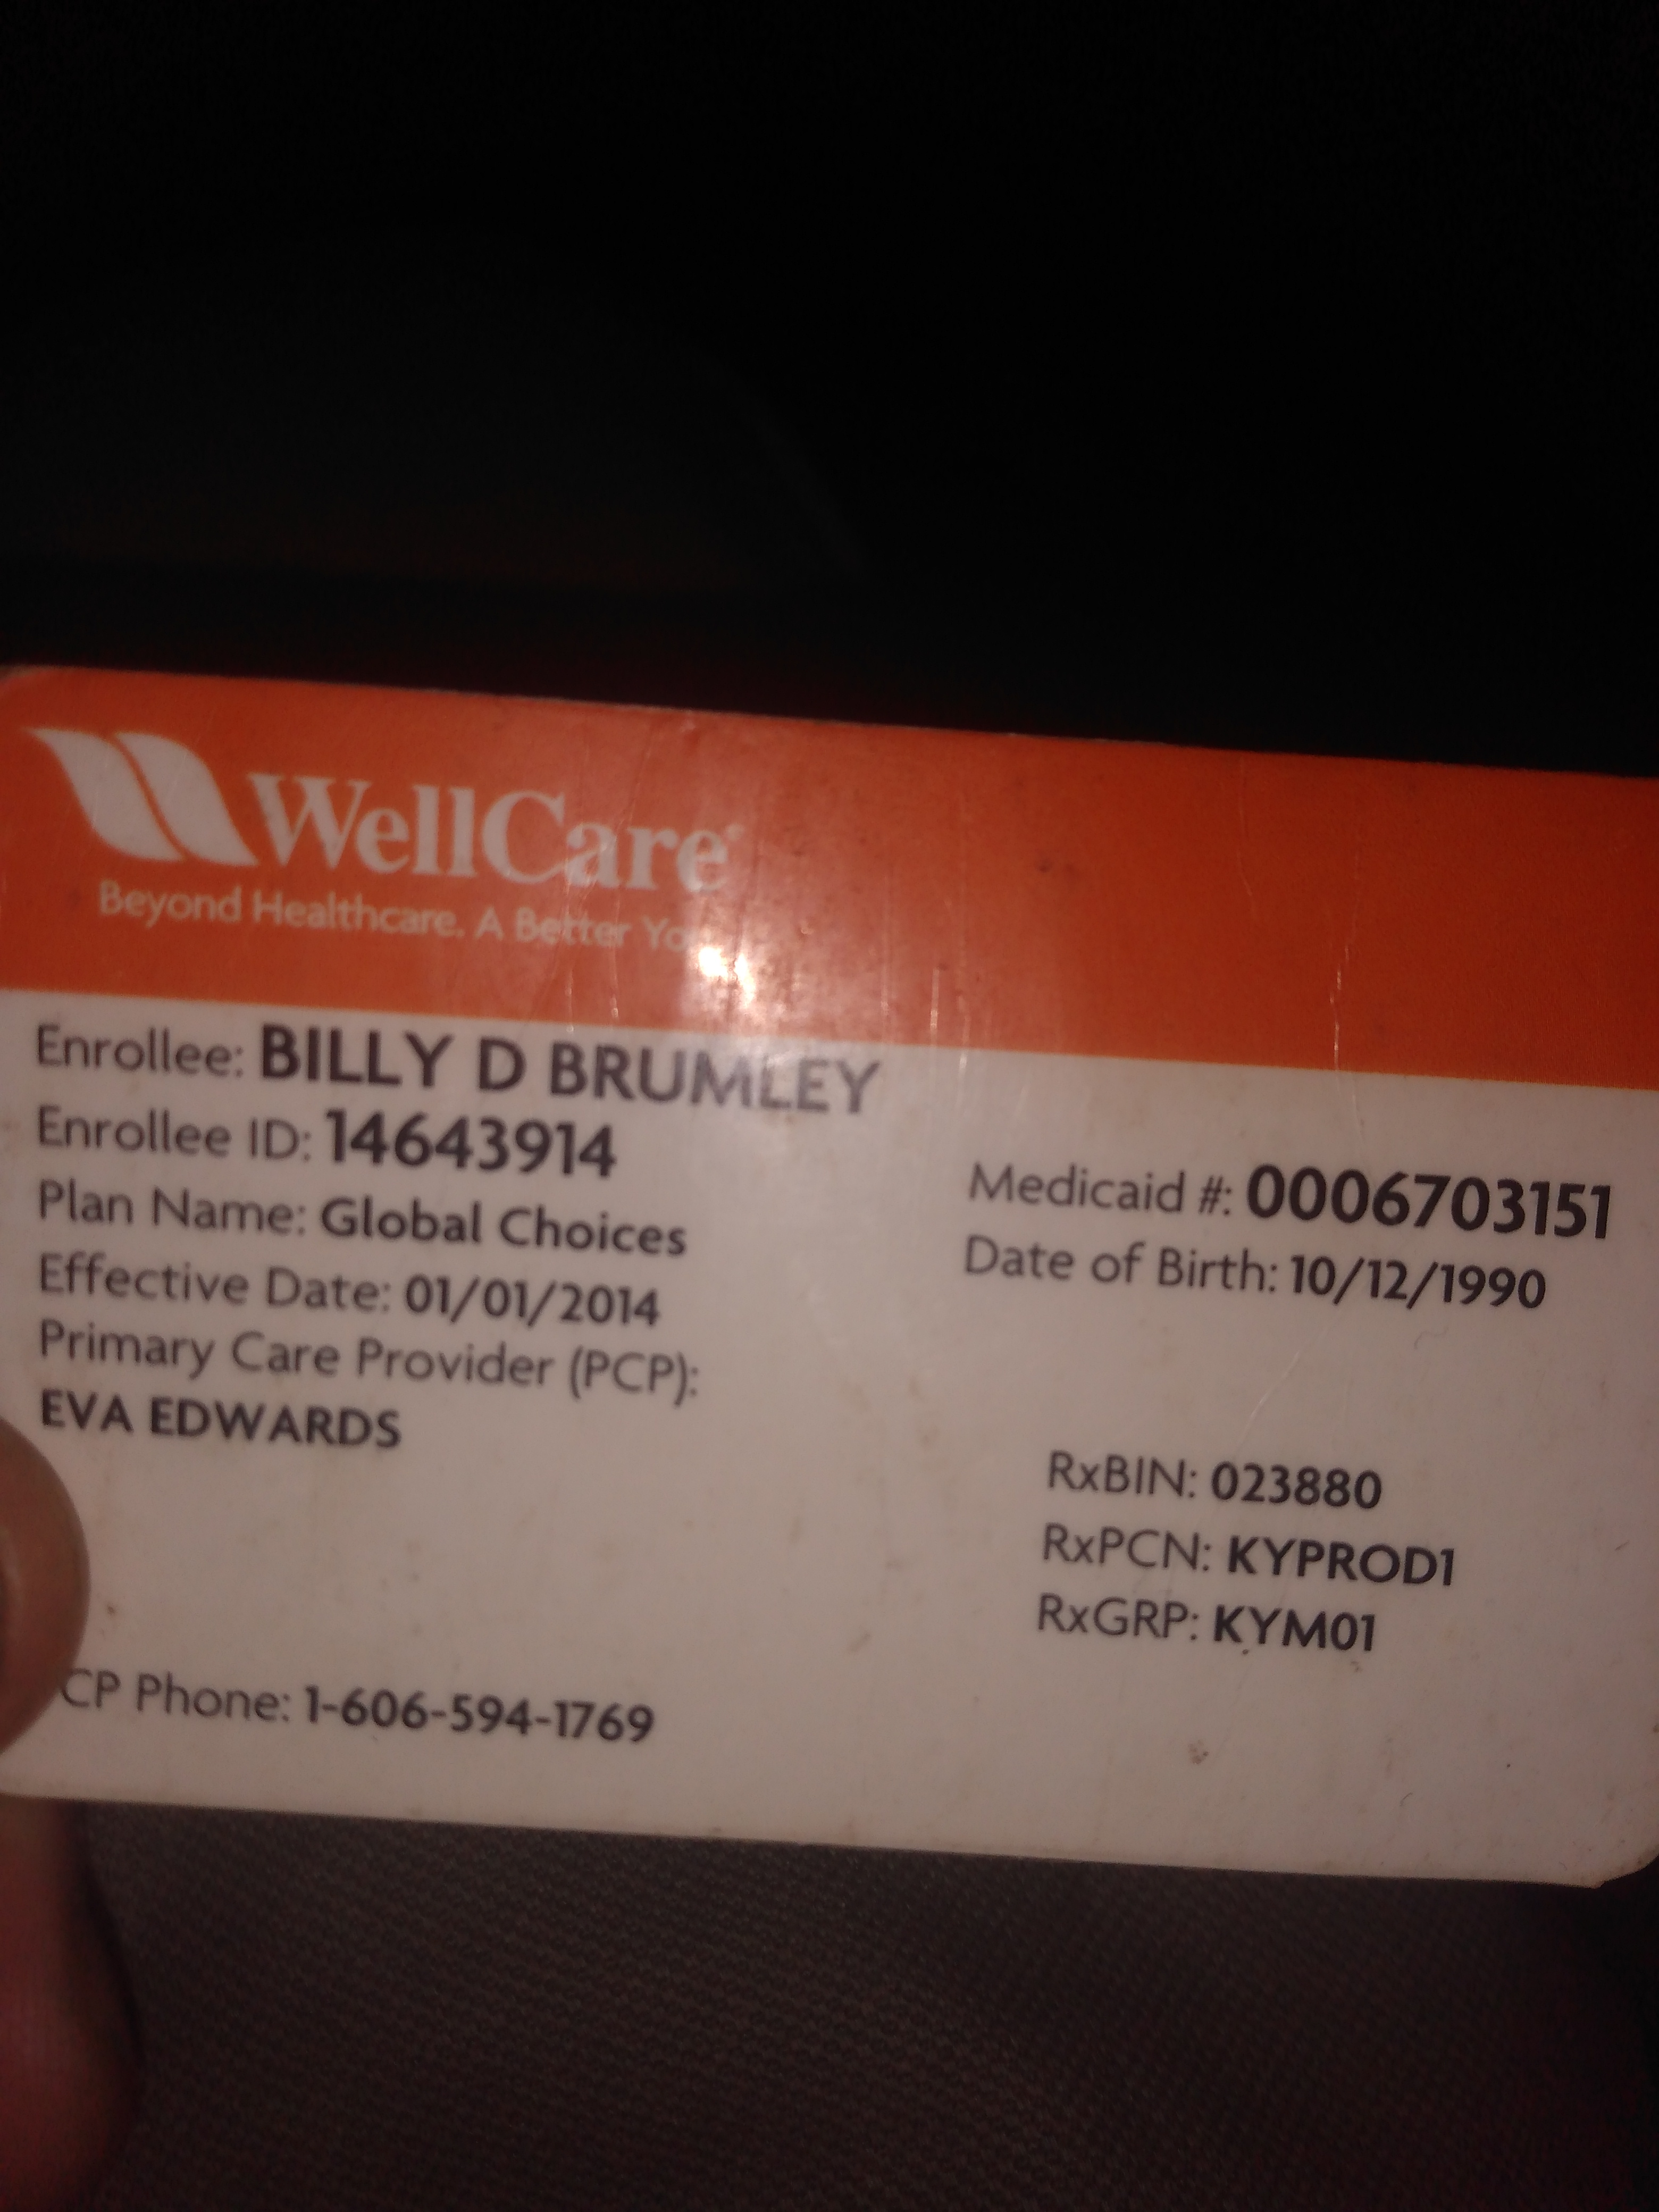 WellCare
Beyond Healthcare. A Better
Enrollee: BILLY D BRUMLEY
Enrollee ID: 14643914
Plan Name: Global Choices
Effective Date: 01/01/2014
Primary Care Provider (PCP):
EVA EDWARDS
CP Phone: 1-606-594-1769
Medicaid #: 0006703151
Date of Birth: 10/12/1990
RxBIN: 023880
RxPCN: KYPROD1
RxGRP: KYM01